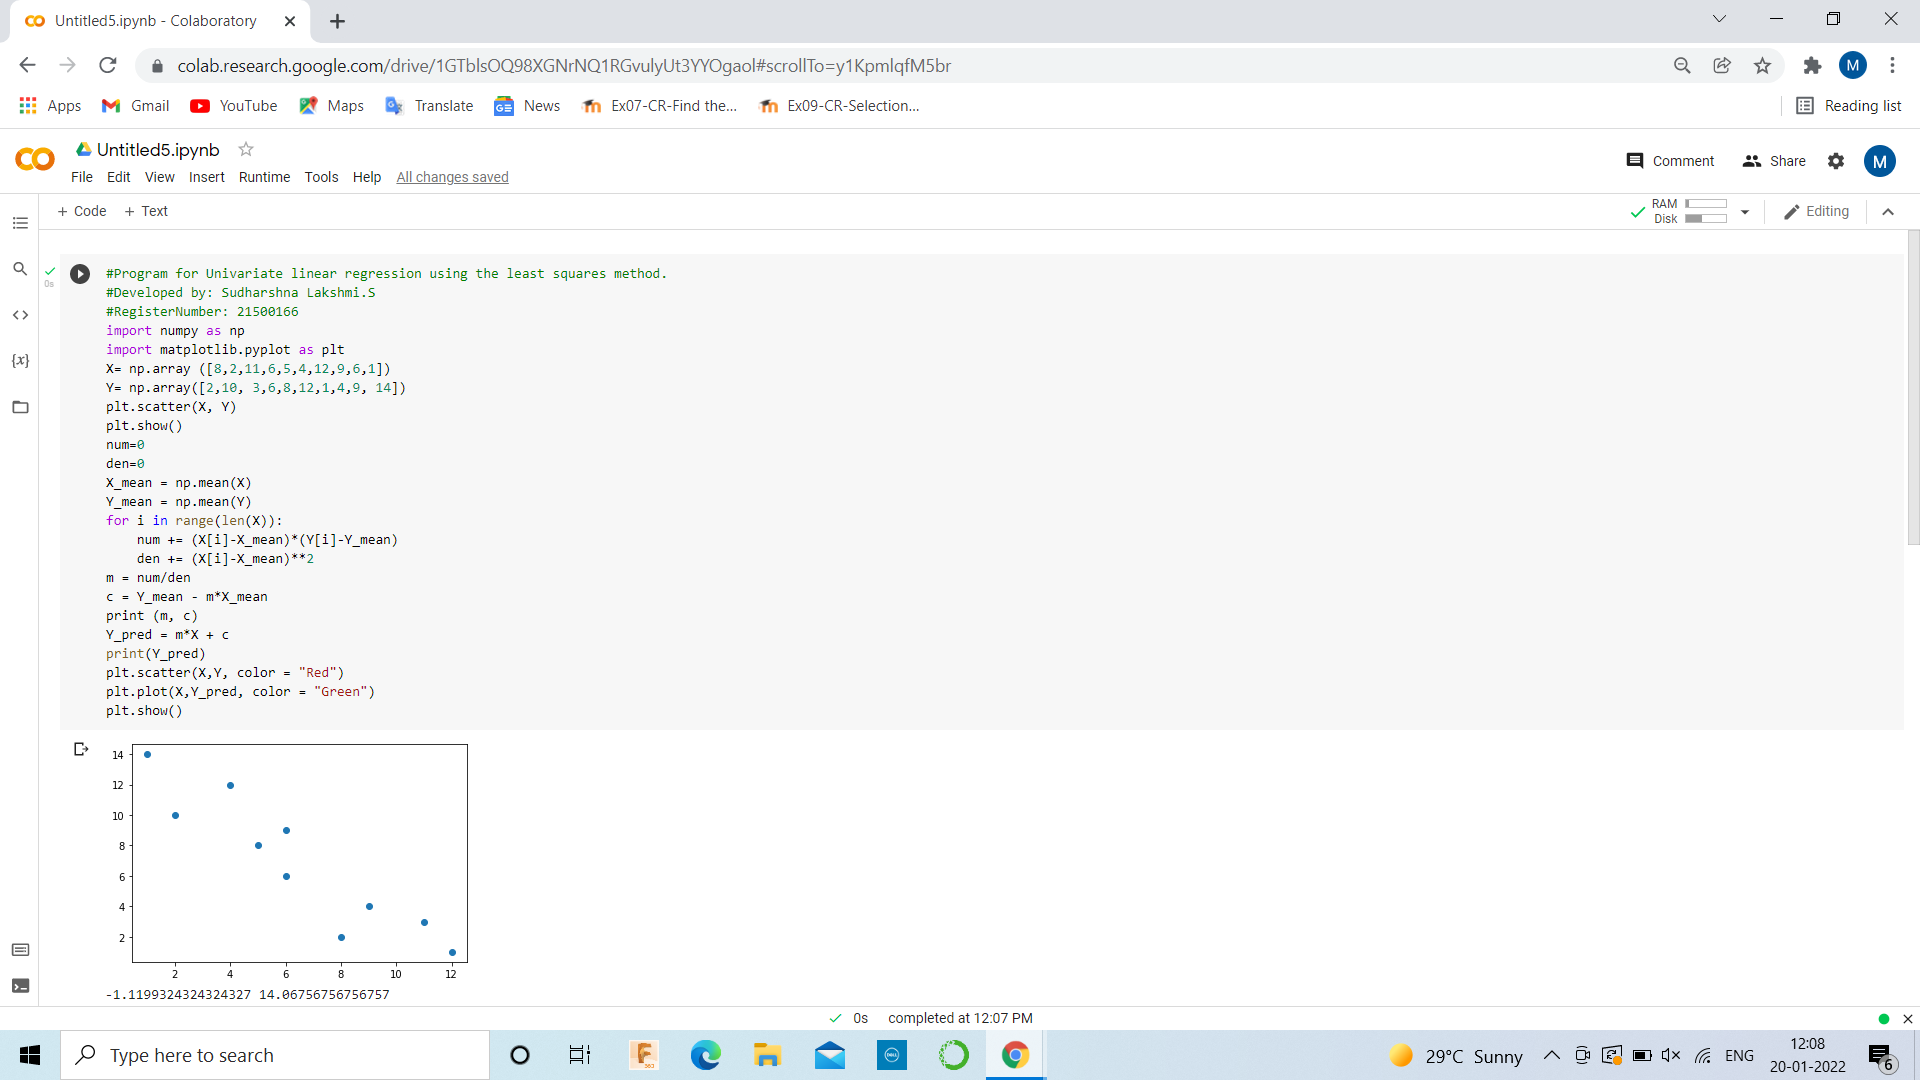 Untitled5.ipynb - Colaboratory
colab.research.google.com/drive/1GTblsOQ98XGNrNQ1RGvulyUt3YYOgaol#scrollTo=y1KpmlqfM5br
M
Apps Gmail YouTube Maps Translate News Ex07-CR-Find the... Ex09-CR-Selection... Reading list
Untitled5.ipynb
Comment Share M
File Edit View Insert Runtime Tools Help All changes saved
+ Code + Text
RAM
Disk
Editing
0s
#Program for Univariate linear regression using the least squares method.
#Developed by: Sudharshna Lakshmi.S
#RegisterNumber: 21500166
import numpy as np
import matplotlib.pyplot as plt
X= np.array ([8,2,11,6,5,4,12,9,6,1])
Y= np.array([2,10, 3,6,8,12,1,4,9, 14])
plt.scatter(X, Y)
plt.show()
num=0
den=0
X_mean = np.mean(X)
Y_mean = np.mean(Y)
for i in range(len(X)):
    num += (X[i]-X_mean)*(Y[i]-Y_mean)
    den += (X[i]-X_mean)**2
m = num/den
c = Y_mean - m*X_mean
print (m, c)
Y_pred = m*X + c
print(Y_pred)
plt.scatter(X,Y, color = "Red")
plt.plot(X,Y_pred, color = "Green")
plt.show()
14
12
10
8
6
4
2
2 4 6 8 10 12
-1.1199324324324327 14.06756756756757
0s completed at 12:07 PM
Type here to search
29°C Sunny
ENG
12:08
20-01-2022
6